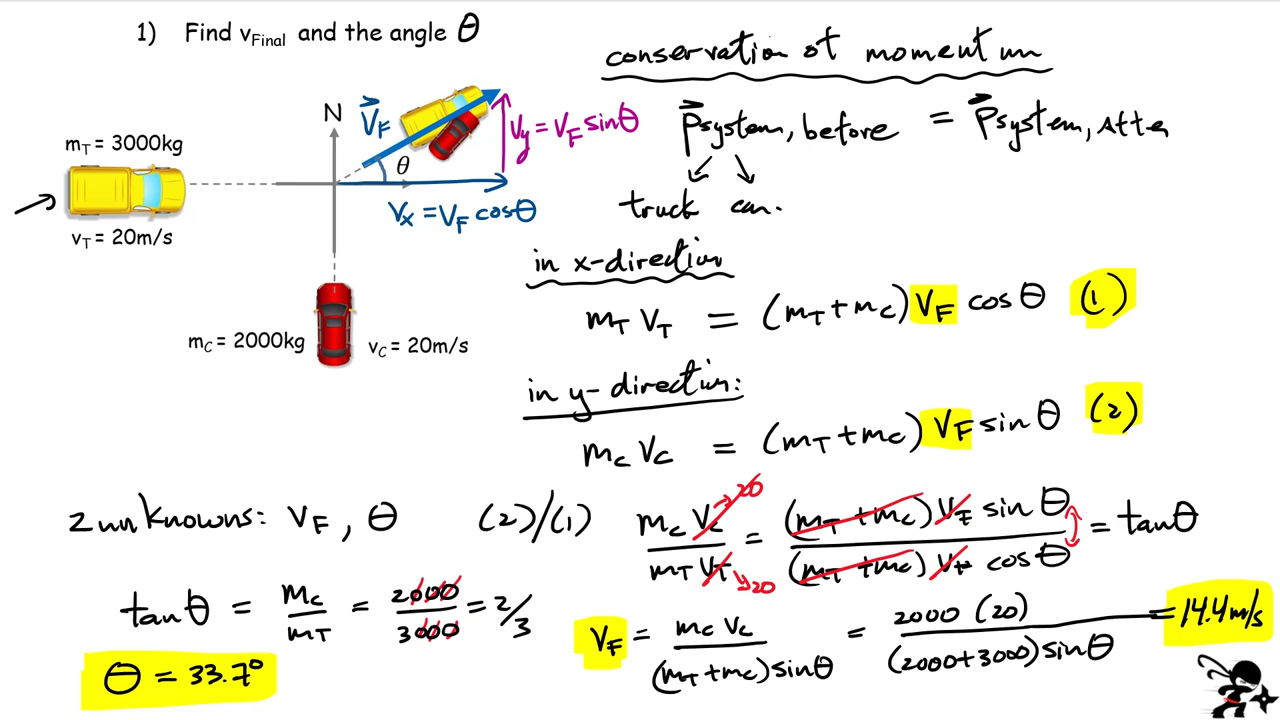 1) Find vFinal and the angle θ
conservation of momentum
N
V⃗F
Vy = VF sinθ
P⃗system, before = P⃗system, after
mT = 3000kg
θ
truck car.
Vx = VF cosθ
vT = 20m/s
in x-direction
mT VT = (mT + mC) VF cosθ (1)
mC = 2000kg
vC = 20m/s
in y-direction:
mC VC = (mT + mC) VF sinθ (2)
2 unknowns: VF, θ
(2)/(1)
mC VC → 20 / mT VT → 20 = (mT + mC) VF sinθ / (mT + mC) VF cosθ = tanθ
tanθ = mC / mT = 2000 / 3000 = 2/3
VF = mC VC / (mT + mC) sinθ = 2000 (20) / (2000+3000) sinθ = 14.4 m/s
θ = 33.7°